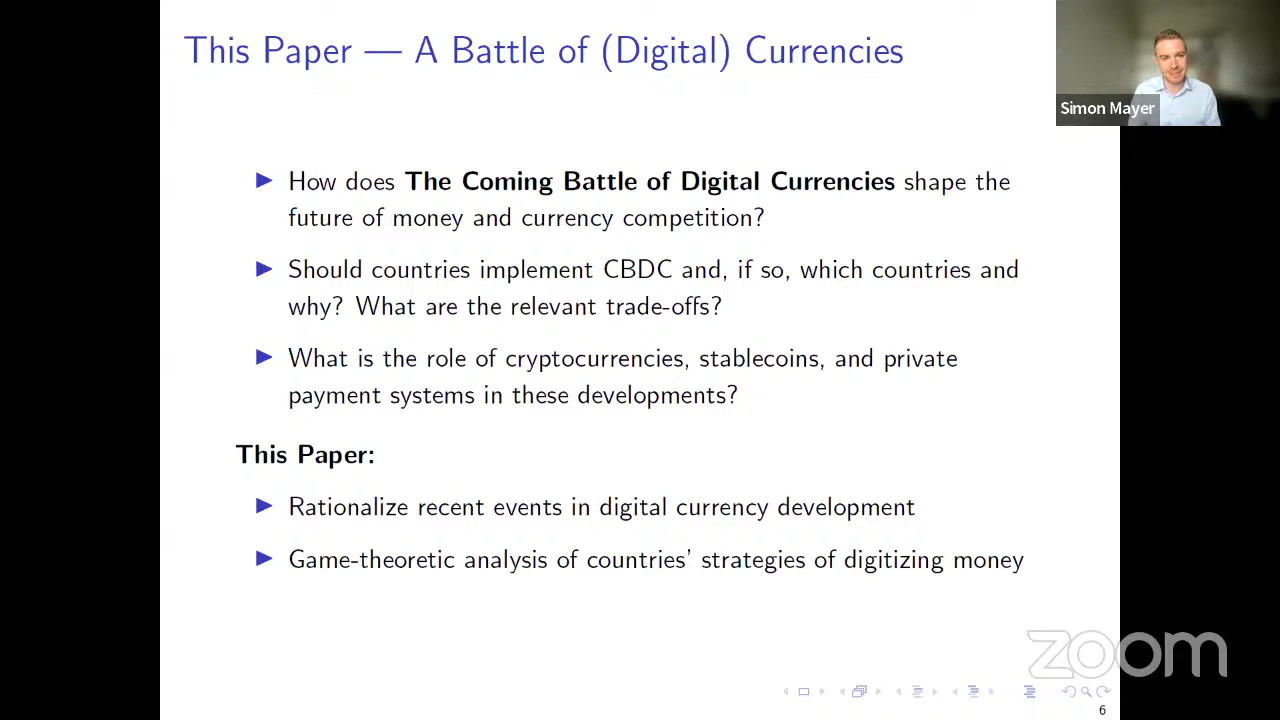 This Paper — A Battle of (Digital) Currencies
Simon Mayer
▶ How does The Coming Battle of Digital Currencies shape the
future of money and currency competition?
▶ Should countries implement CBDC and, if so, which countries and
why? What are the relevant trade-offs?
▶ What is the role of cryptocurrencies, stablecoins, and private
payment systems in these developments?
This Paper:
▶ Rationalize recent events in digital currency development
▶ Game-theoretic analysis of countries' strategies of digitizing money
zoom
6